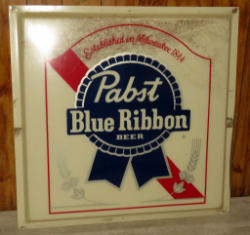 Established in Milwaukee 1844
Pabst
Blue Ribbon
BEER